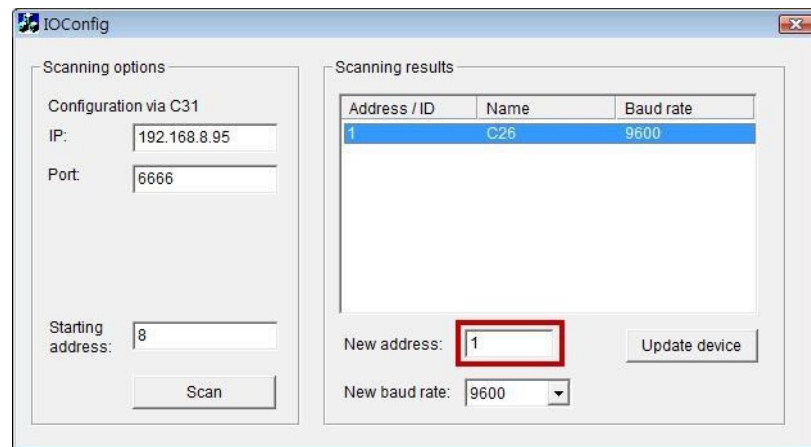 IOConfig
Scanning options
Configuration via C31
IP: 192.168.8.95
Port: 6666
Starting address: 8
Scan
Scanning results
Address / ID Name Baud rate
1 C26 9600
New address: 1
Update device
New baud rate: 9600